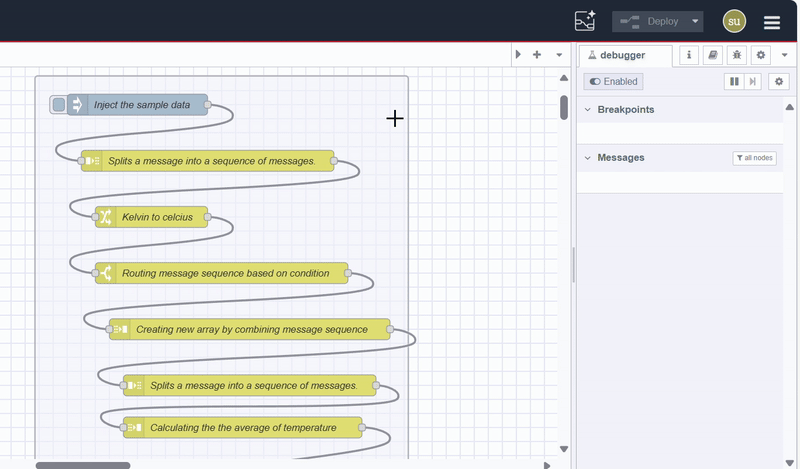 Deploy
su
debugger
Enabled
Breakpoints
Messages
all nodes
Inject the sample data
Splits a message into a sequence of messages.
Kelvin to celcius
Routing message sequence based on condition
Creating new array by combining message sequence
Splits a message into a sequence of messages.
Calculating the the average of temperature